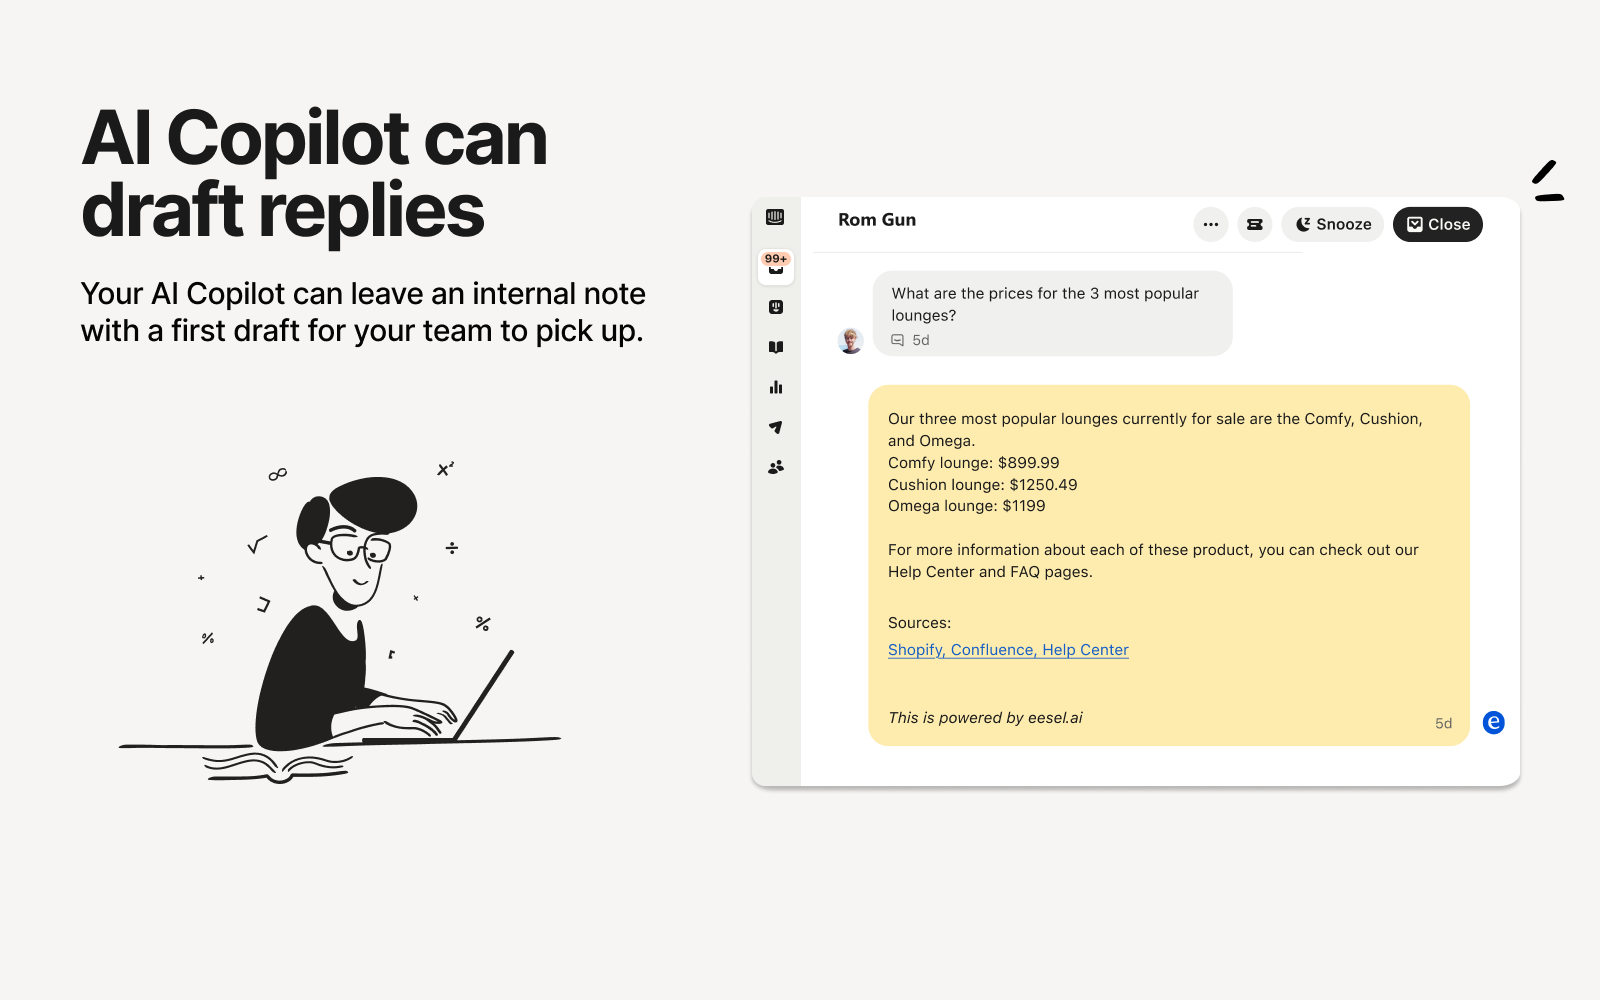 AI Copilot can
draft replies
Your AI Copilot can leave an internal note
with a first draft for your team to pick up.
∞
x²
√
÷
+
%
%
×
Rom Gun
Snooze
Close
99+
What are the prices for the 3 most popular
lounges?
5d
Our three most popular lounges currently for sale are the Comfy, Cushion,
and Omega.
Comfy lounge: $899.99
Cushion lounge: $1250.49
Omega lounge: $1199
For more information about each of these product, you can check out our
Help Center and FAQ pages.
Sources:
Shopify, Confluence, Help Center
This is powered by eesel.ai
5d
e